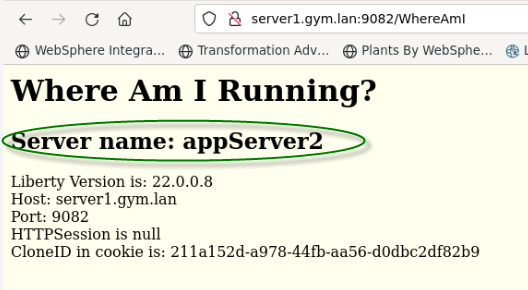 server1.gym.lan:9082/WhereAmI
WebSphere Integra... Transformation Adv... Plants By WebSphe...
Where Am I Running?
Server name: appServer2
Liberty Version is: 22.0.0.8
Host: server1.gym.lan
Port: 9082
HTTPSession is null
CloneID in cookie is: 211a152d-a978-44fb-aa56-d0dbc2df82b9